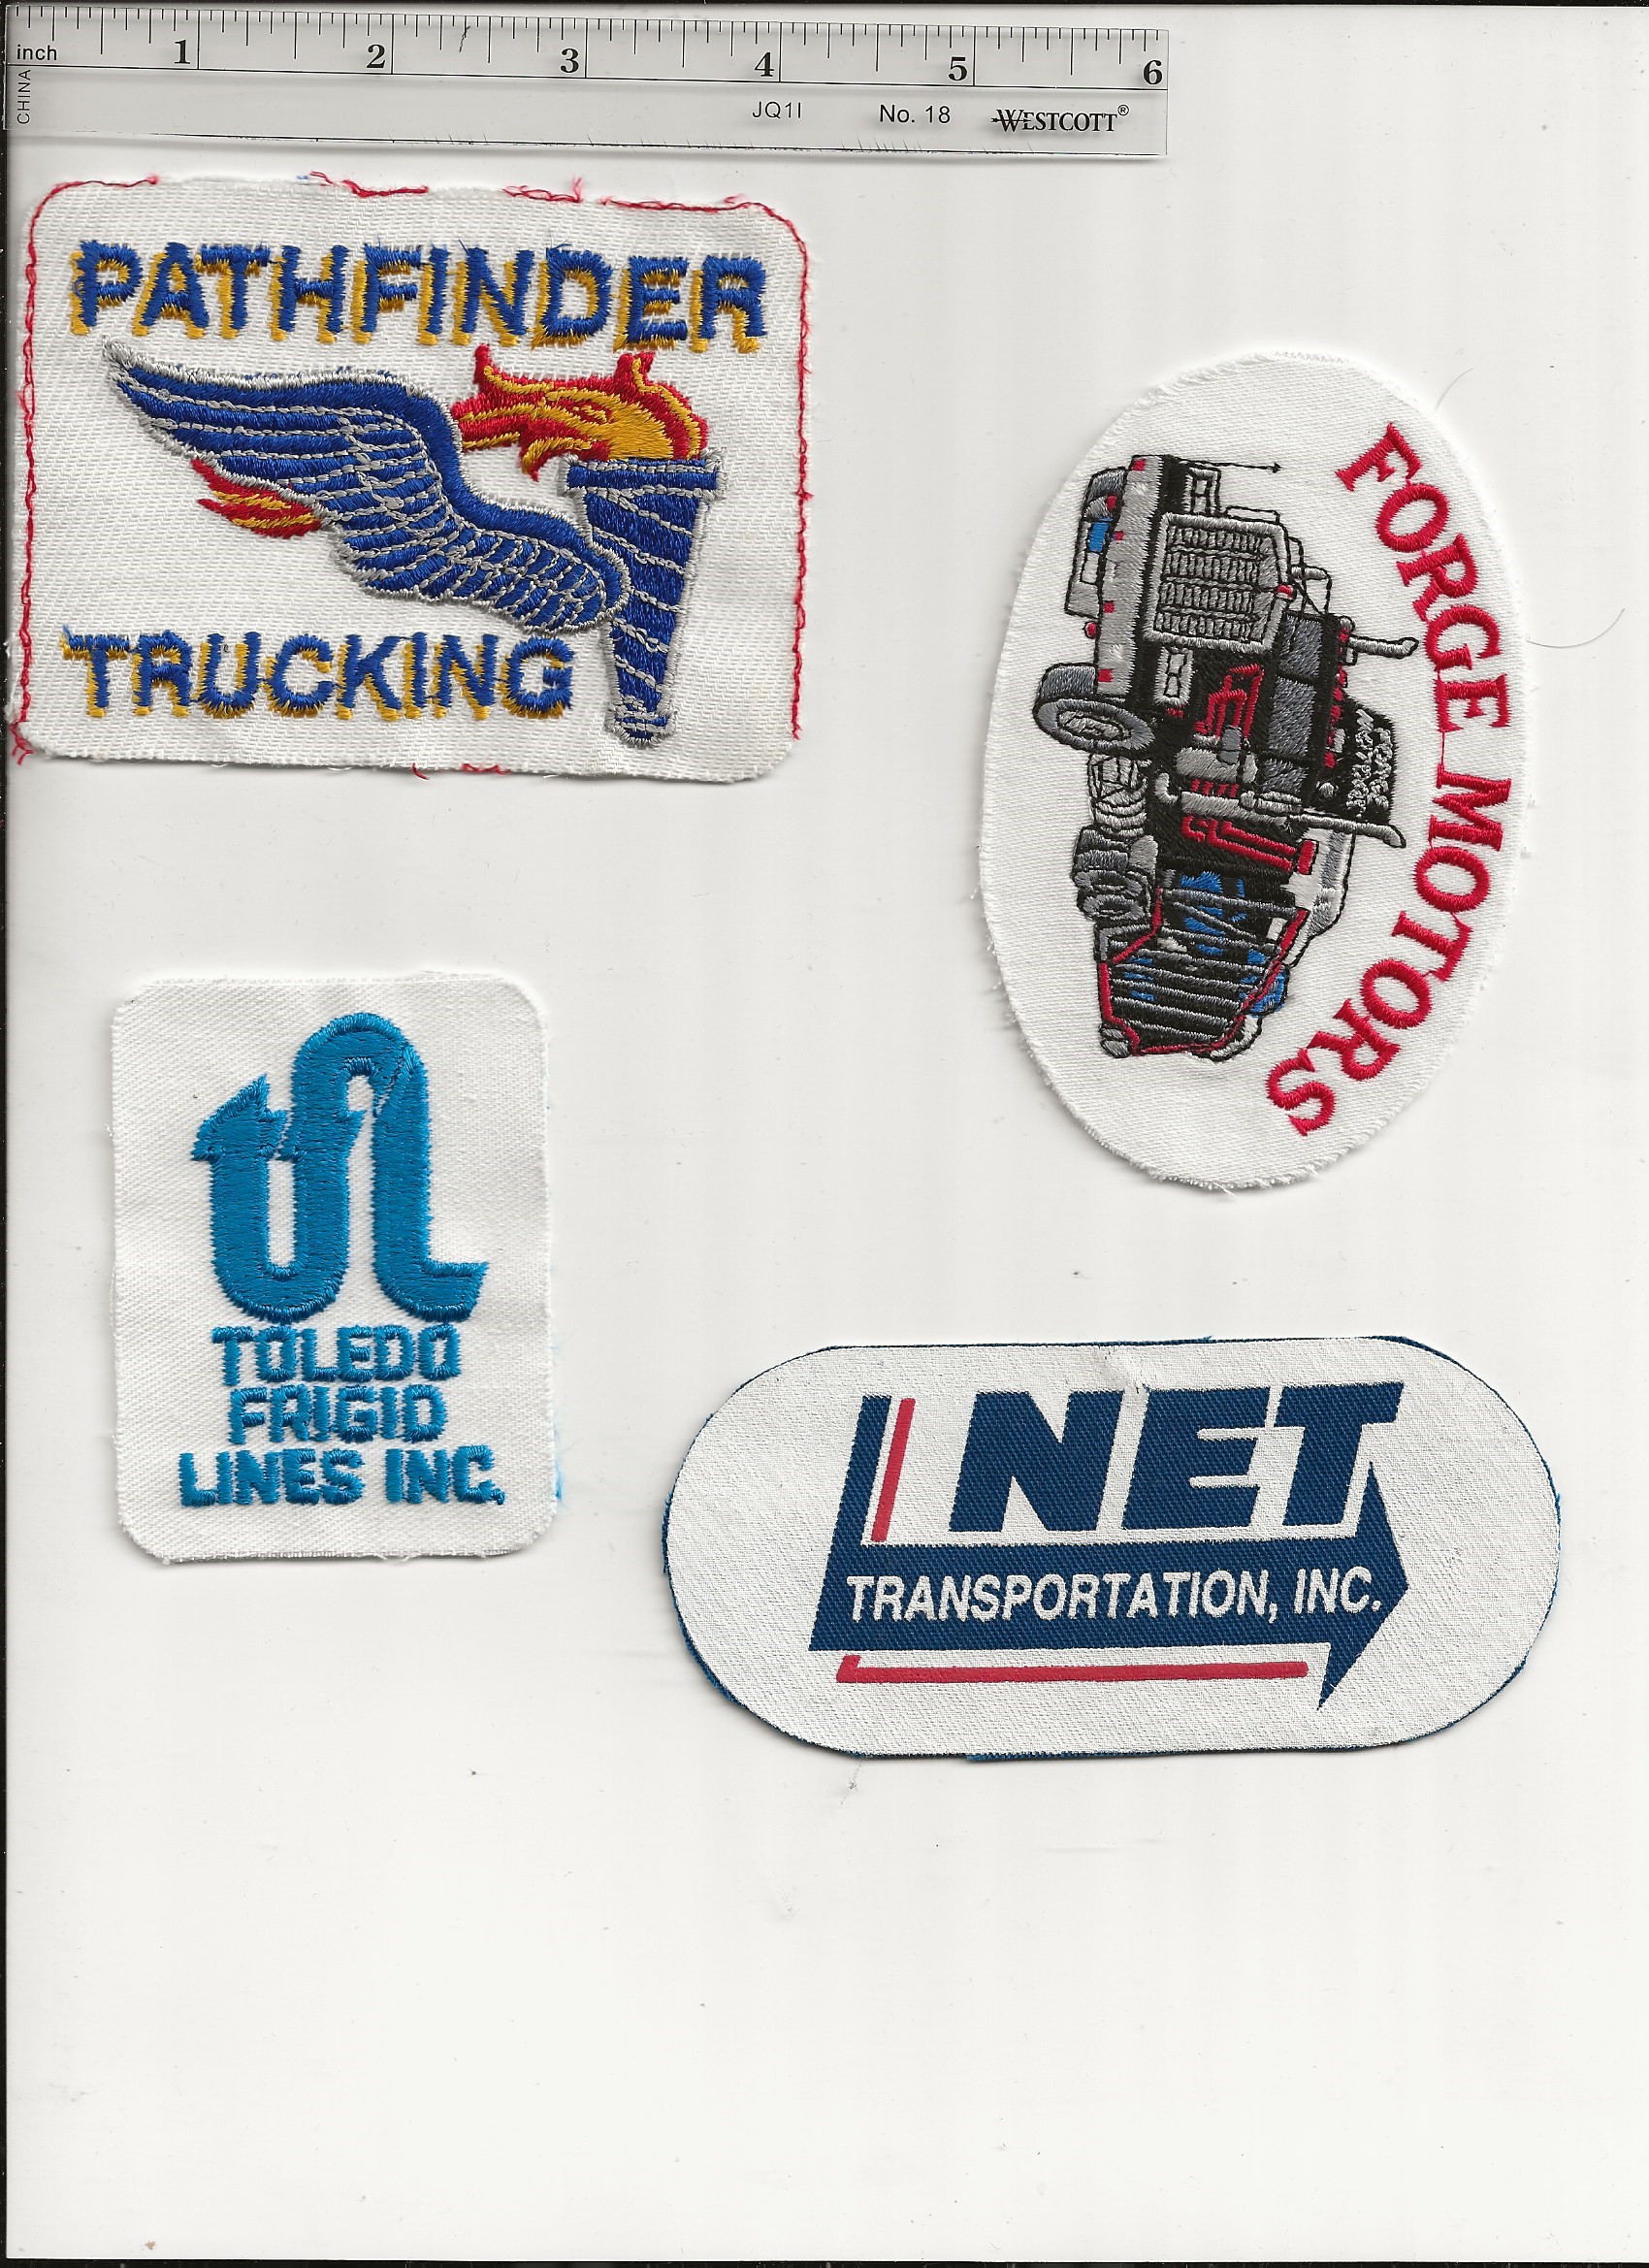 inch 1 2 3 4 5 6
CHINA
JQ1I No. 18 WESTCOTT®
PATHFINDER
TRUCKING
FORGE MOTORS
TOLEDO
FRIGID
LINES INC.
NET
TRANSPORTATION, INC.